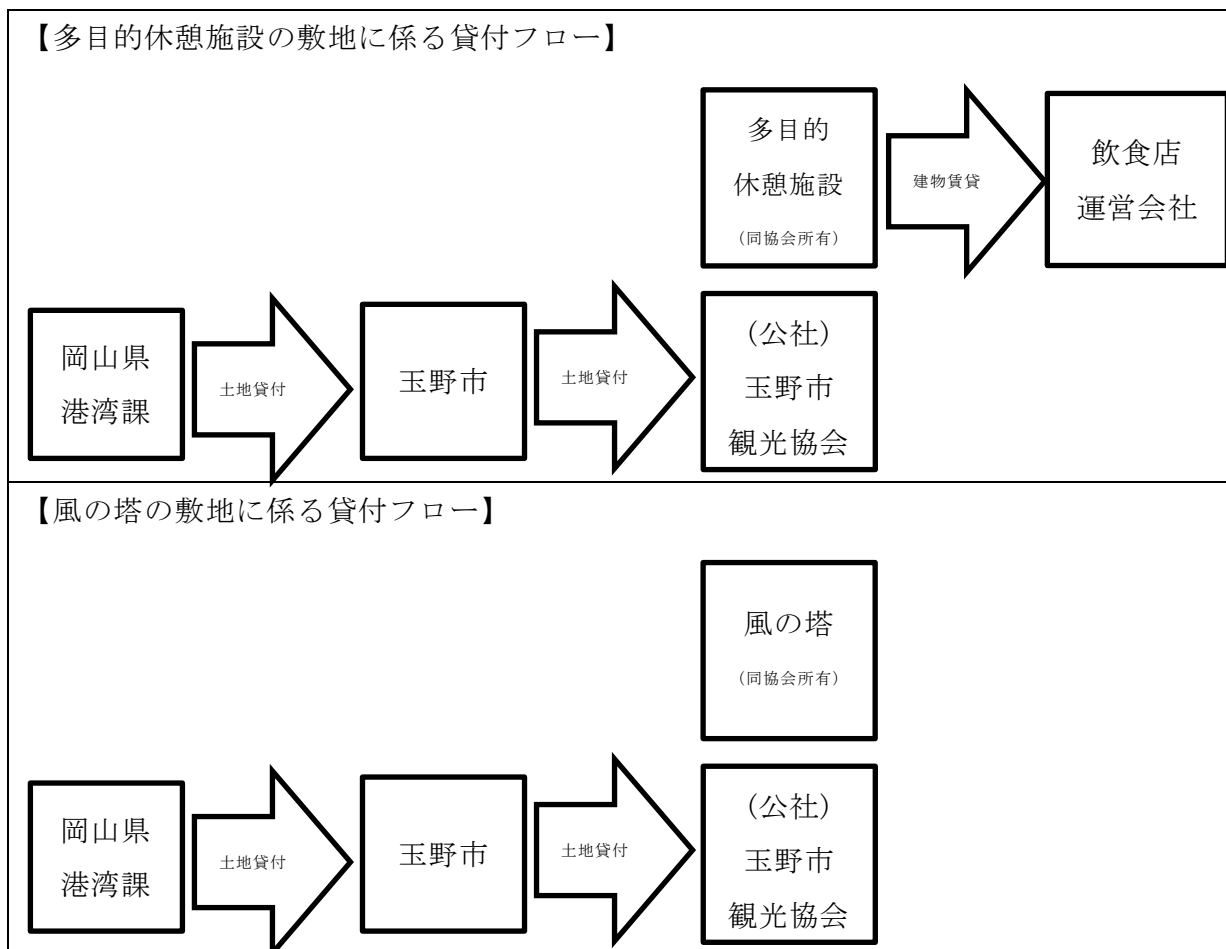 【多目的休憩施設の敷地に係る貸付フロー】
多目的
休憩施設
（同協会所有）
建物賃貸
飲食店
運営会社
岡山県
港湾課
土地貸付
玉野市
土地貸付
（公社）
玉野市
観光協会
【風の塔の敷地に係る貸付フロー】
風の塔
（同協会所有）
岡山県
港湾課
土地貸付
玉野市
土地貸付
（公社）
玉野市
観光協会